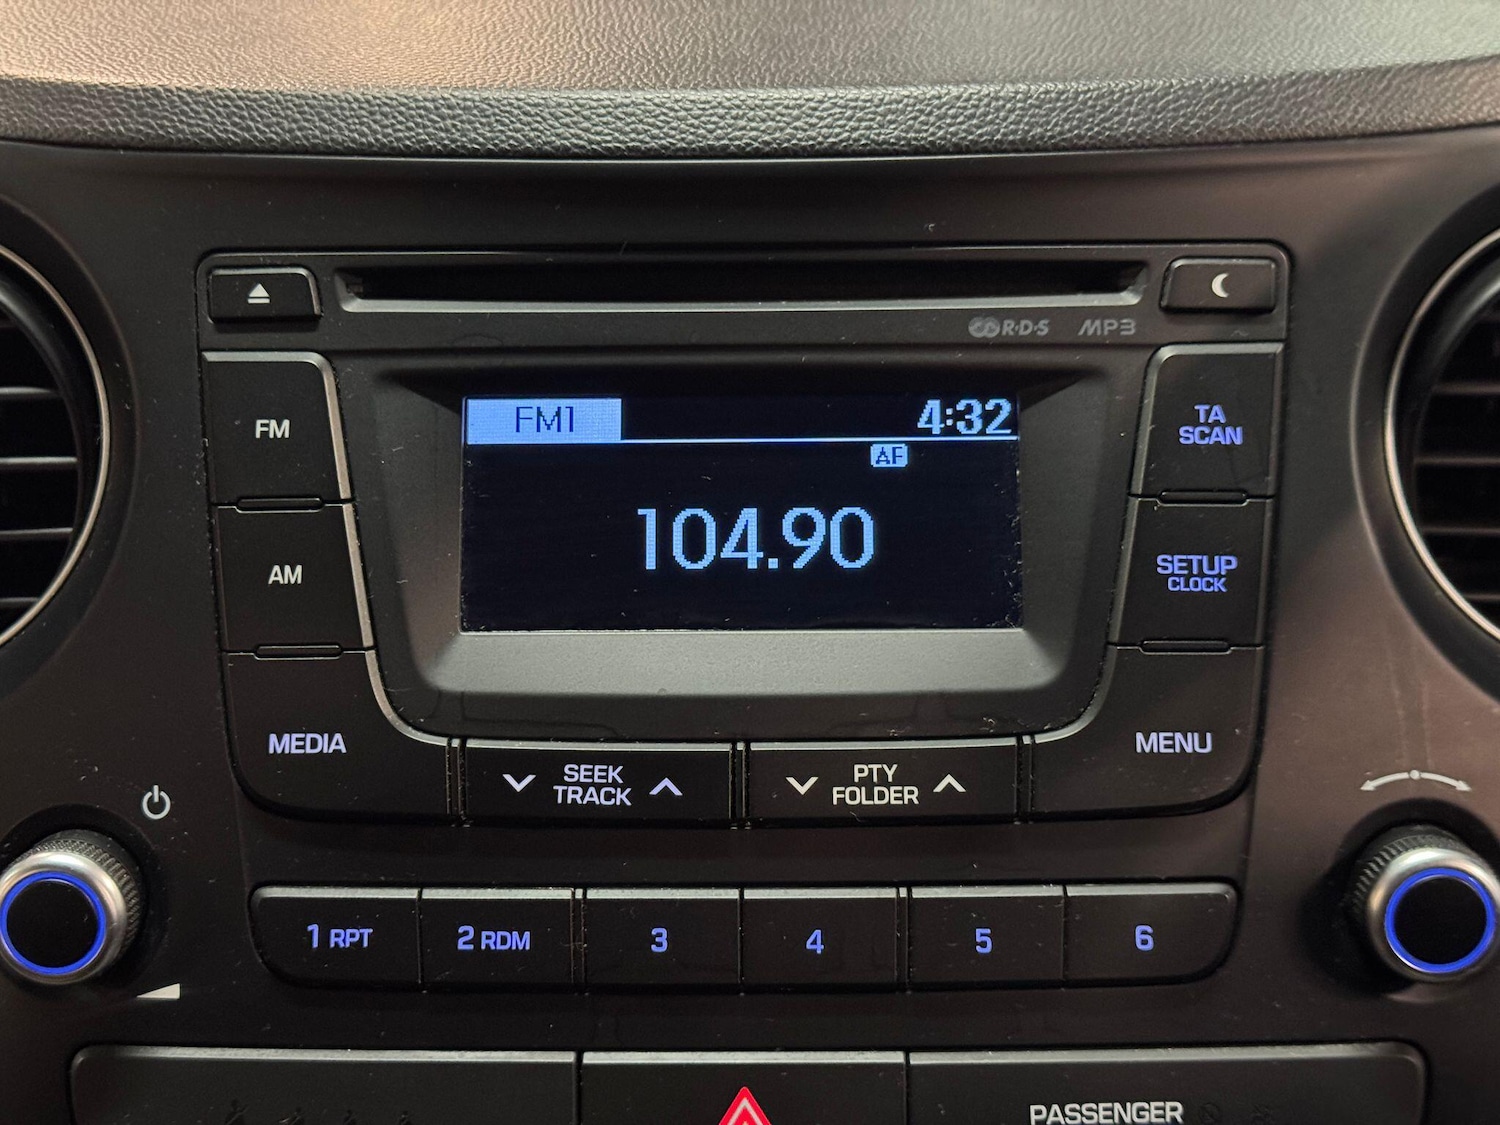 R·D·S MP3
FM
FM1 4:32
TA
SCAN
AF
104.90
AM
SETUP
CLOCK
MEDIA
SEEK
TRACK
PTY
FOLDER
MENU
1 RPT 2 RDM 3 4 5 6
PASSENGER